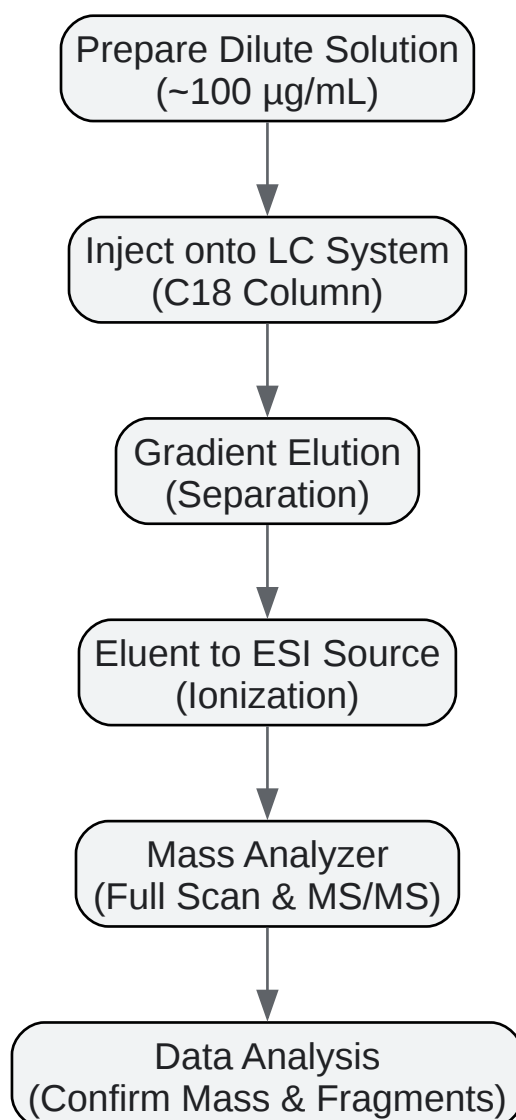 Prepare Dilute Solution
(~100 µg/mL)
Inject onto LC System
(C18 Column)
Gradient Elution
(Separation)
Eluent to ESI Source
(Ionization)
Mass Analyzer
(Full Scan & MS/MS)
Data Analysis
(Confirm Mass & Fragments)